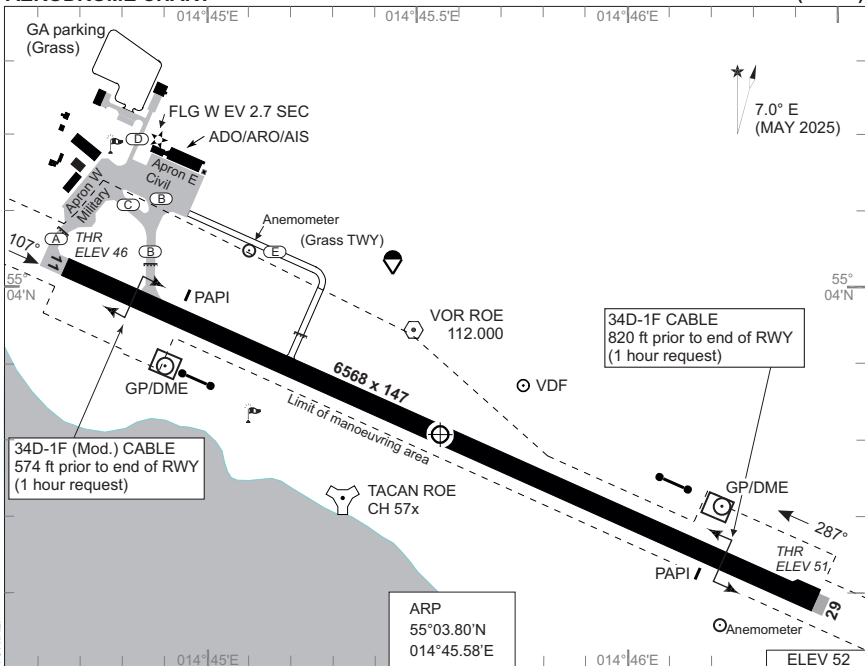 014°45'E
014°45.5'E
014°46'E
GA parking
(Grass)
FLG W EV 2.7 SEC
7.0° E
(MAY 2025)
D
ADO/ARO/AIS
Apron E
Civil
Apron W
Military
C
B
Anemometer
(Grass TWY)
A
THR
ELEV 46
B
E
107°
11
55°
04'N
55°
04'N
PAPI
VOR ROE
112.000
34D-1F CABLE
820 ft prior to end of RWY
(1 hour request)
GP/DME
6568 x 147
VDF
Limit of manoeuvring area
34D-1F (Mod.) CABLE
574 ft prior to end of RWY
(1 hour request)
TACAN ROE
CH 57x
GP/DME
287°
THR
ELEV 51
PAPI
29
ARP
55°03.80'N
014°45.58'E
Anemometer
014°45'E
014°46'E
ELEV 52